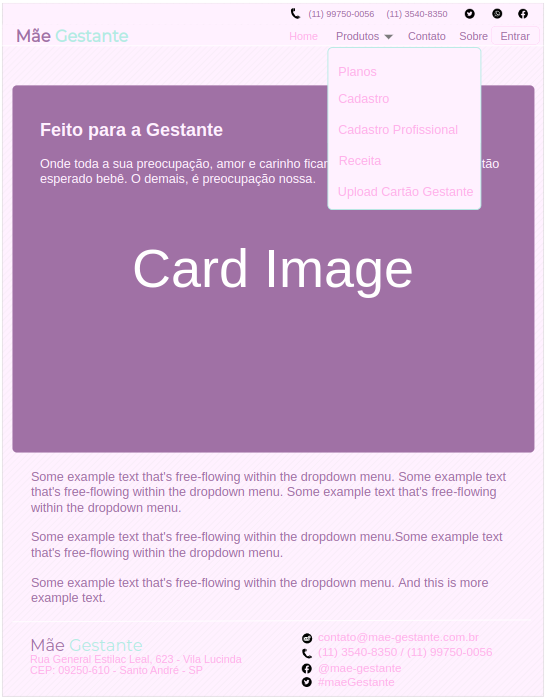 (11) 99750-0056 (11) 3540-8350
Mãe Gestante
Home Produtos Contato Sobre Entrar
Planos
Cadastro
Cadastro Profissional
Receita
Upload Cartão Gestante
Feito para a Gestante
Onde toda a sua preocupação, amor e carinho ficar tão
esperado bebê. O demais, é preocupação nossa.
Card Image
Some example text that's free-flowing within the dropdown menu. Some example text
that's free-flowing within the dropdown menu. Some example text that's free-flowing
within the dropdown menu.
Some example text that's free-flowing within the dropdown menu.Some example text
that's free-flowing within the dropdown menu.
Some example text that's free-flowing within the dropdown menu. And this is more
example text.
Mãe Gestante
Rua General Estilac Leal, 623 - Vila Lucinda
CEP: 09250-610 - Santo André - SP
contato@mae-gestante.com.br
(11) 3540-8350 / (11) 99750-0056
@mae-gestante
#maeGestante